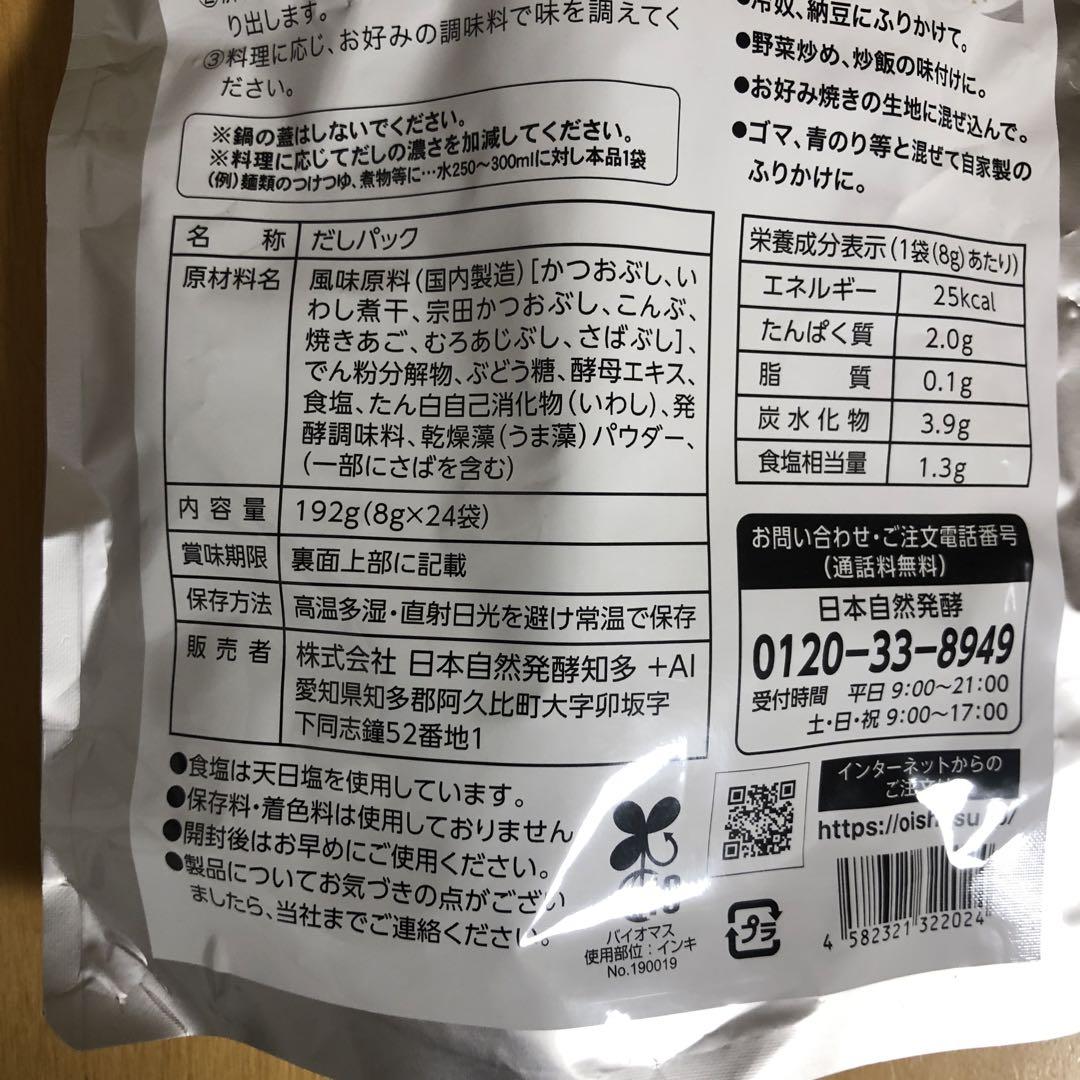 り出します。
③料理に応じ、お好みの調味料で味を調えてく
ださい。
※鍋の蓋はしないでください。
※料理に応じてだしの濃さを加減してください。
(例)麺類のつけつゆ、煮物等に…水250〜300mlに対し本品1袋
●冷奴、納豆にふりかけて。
●野菜炒め、炒飯の味付けに。
●お好み焼きの生地に混ぜ込んで。
●ゴマ、青のり等と混ぜて自家製の
ふりかけに。
名称 だしパック
原材料名 風味原料(国内製造)[かつおぶし、い
わし煮干、宗田かつおぶし、こんぶ、
焼きあご、むろあじぶし、さばぶし]、
でん粉分解物、ぶどう糖、酵母エキス、
食塩、たん白自己消化物(いわし)、発
酵調味料、乾燥藻(うま藻)パウダー、
(一部にさばを含む)
内容量 192g(8g×24袋)
賞味期限 裏面上部に記載
保存方法 高温多湿・直射日光を避け常温で保存
販売者 株式会社 日本自然発酵知多 +AI
愛知県知多郡阿久比町大字卯坂字
下同志鐘52番地1
栄養成分表示(1袋(8g)あたり)
エネルギー 25kcal
たんぱく質 2.0g
脂質 0.1g
炭水化物 3.9g
食塩相当量 1.3g
お問い合わせ・ご注文電話番号
(通話料無料)
日本自然発酵
0120-33-8949
受付時間 平日 9:00〜21:00
土・日・祝 9:00〜17:00
インターネットからの
ご注文
https://oish
●食塩は天日塩を使用しています。
●保存料・着色料は使用しておりません
●開封後はお早めにご使用ください。
●製品についてお気づきの点がござい
ましたら、当社までご連絡ください。
バイオマス
使用部位:インキ
No.190019
プラ
4 582321 322024